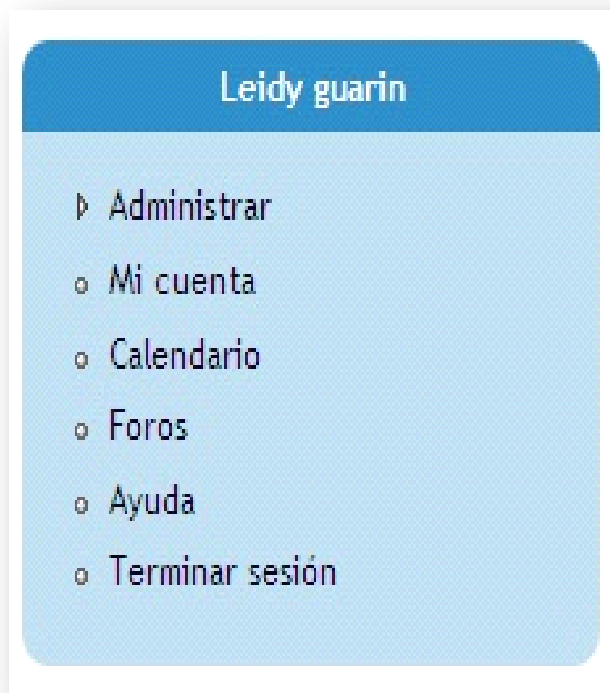 Leidy guarin
Administrar
Mi cuenta
Calendario
Foros
Ayuda
Terminar sesión